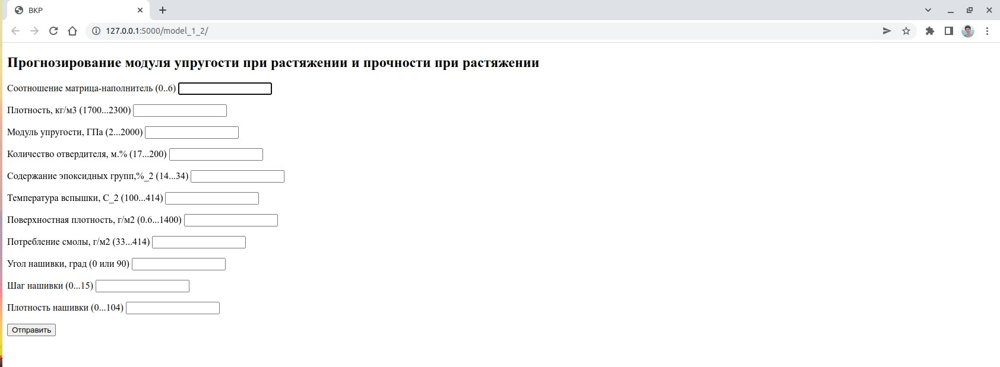 ВКР
127.0.0.1:5000/model_1_2/
Прогнозирование модуля упругости при растяжении и прочности при растяжении
Соотношение матрица-наполнитель (0..6)
Плотность, кг/м3 (1700...2300)
Модуль упругости, ГПа (2...2000)
Количество отвердителя, м.% (17...200)
Содержание эпоксидных групп,%_2 (14...34)
Температура вспышки, С_2 (100...414)
Поверхностная плотность, г/м2 (0.6...1400)
Потребление смолы, г/м2 (33...414)
Угол нашивки, град (0 или 90)
Шаг нашивки (0...15)
Плотность нашивки (0...104)
Отправить